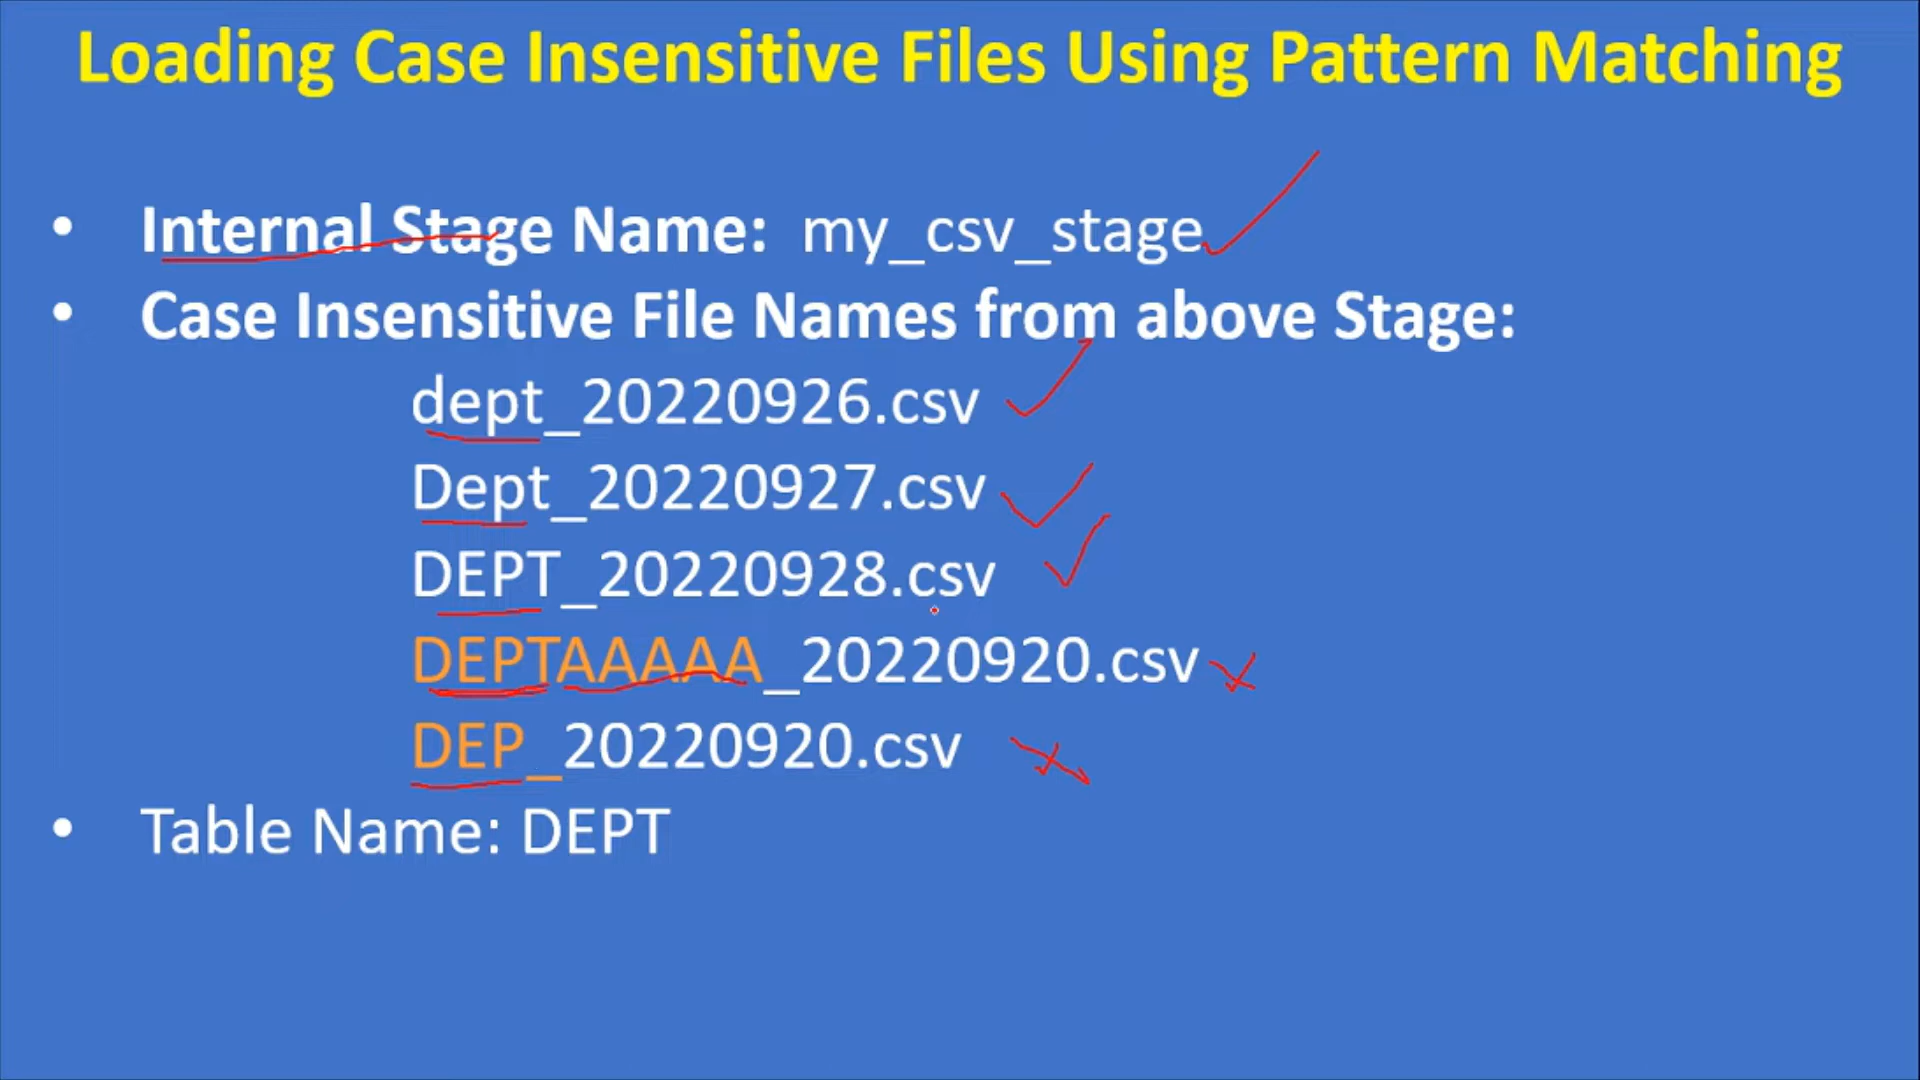 Loading Case Insensitive Files Using Pattern Matching
• Internal Stage Name: my_csv_stage
• Case Insensitive File Names from above Stage:
dept_20220926.csv
Dept_20220927.csv
DEPT_20220928.csv
DEPTAAAAA_20220920.csv
DEP_20220920.csv
• Table Name: DEPT